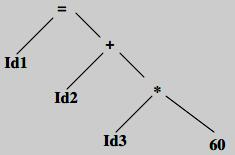 =
+
Id1
Id2
*
Id3
60